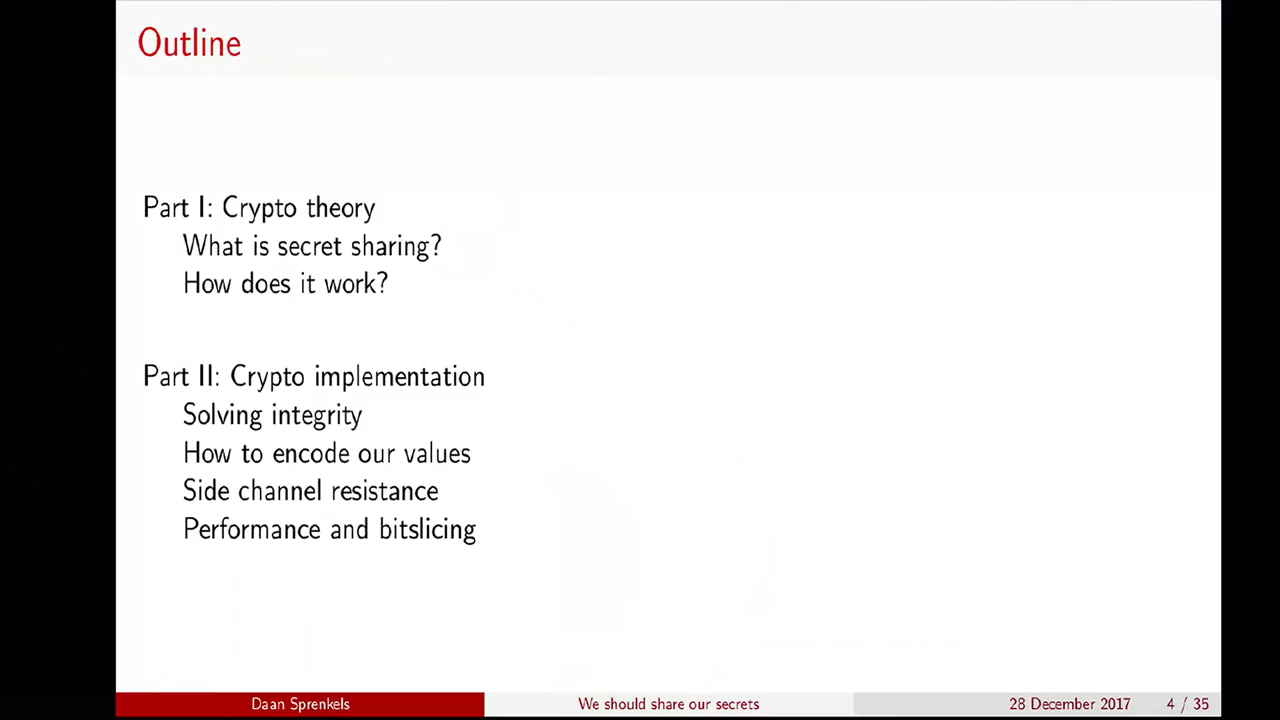 Outline
Part I: Crypto theory
What is secret sharing?
How does it work?
Part II: Crypto implementation
Solving integrity
How to encode our values
Side channel resistance
Performance and bitslicing
Daan Sprenkels
We should share our secrets
28 December 2017
4 / 35